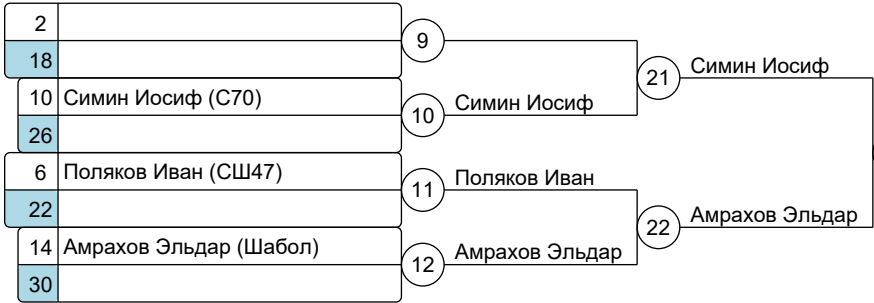 2
9
18
Симин Иосиф
21
10 Симин Иосиф (С70)
Симин Иосиф
10
26
6 Поляков Иван (СШ47)
Поляков Иван
11
22
Амрахов Эльдар
22
14 Амрахов Эльдар (Шабол)
Амрахов Эльдар
12
30